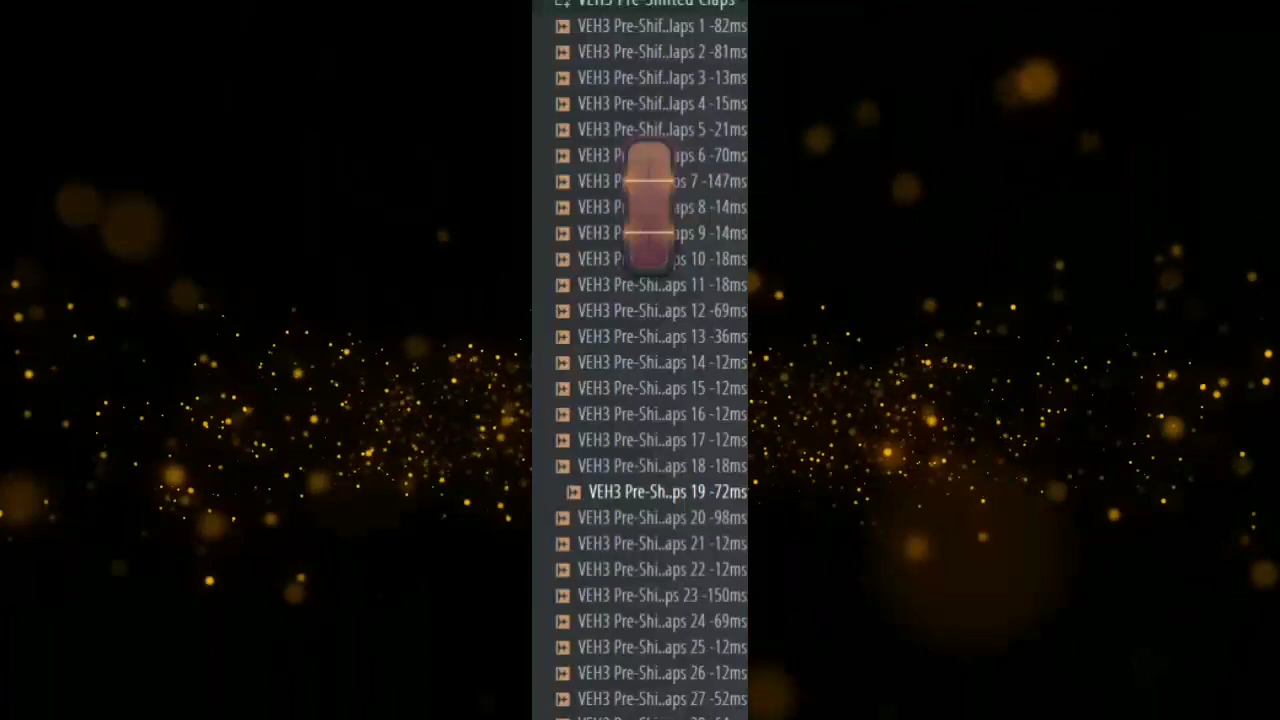 VEH3 Pre-Shifted Claps
VEH3 Pre-Shif..laps 1 -82ms
VEH3 Pre-Shif..laps 2 -81ms
VEH3 Pre-Shif..laps 3 -13ms
VEH3 Pre-Shif..laps 4 -15ms
VEH3 Pre-Shif..laps 5 -21ms
VEH3 aps 6 -70ms
VEH3 ps 7 -147ms
VEH3 aps 8 -14ms
VEH3 aps 9 -14ms
VEH3 ps 10 -18ms
VEH3 Pre-Shi..aps 11 -18ms
VEH3 Pre-Shi..aps 12 -69ms
VEH3 Pre-Shi..aps 13 -36ms
VEH3 Pre-Shi..aps 14 -12ms
VEH3 Pre-Shi..aps 15 -12ms
VEH3 Pre-Shi..aps 16 -12ms
VEH3 Pre-Shi..aps 17 -12ms
VEH3 Pre-Shi..aps 18 -18ms
VEH3 Pre-Sh..ps 19 -72ms
VEH3 Pre-Shi..aps 20 -98ms
VEH3 Pre-Shi..aps 21 -12ms
VEH3 Pre-Shi..aps 22 -12ms
VEH3 Pre-Shi..ps 23 -150ms
VEH3 Pre-Shi..aps 24 -69ms
VEH3 Pre-Shi..aps 25 -12ms
VEH3 Pre-Shi..aps 26 -12ms
VEH3 Pre-Shi..aps 27 -52ms